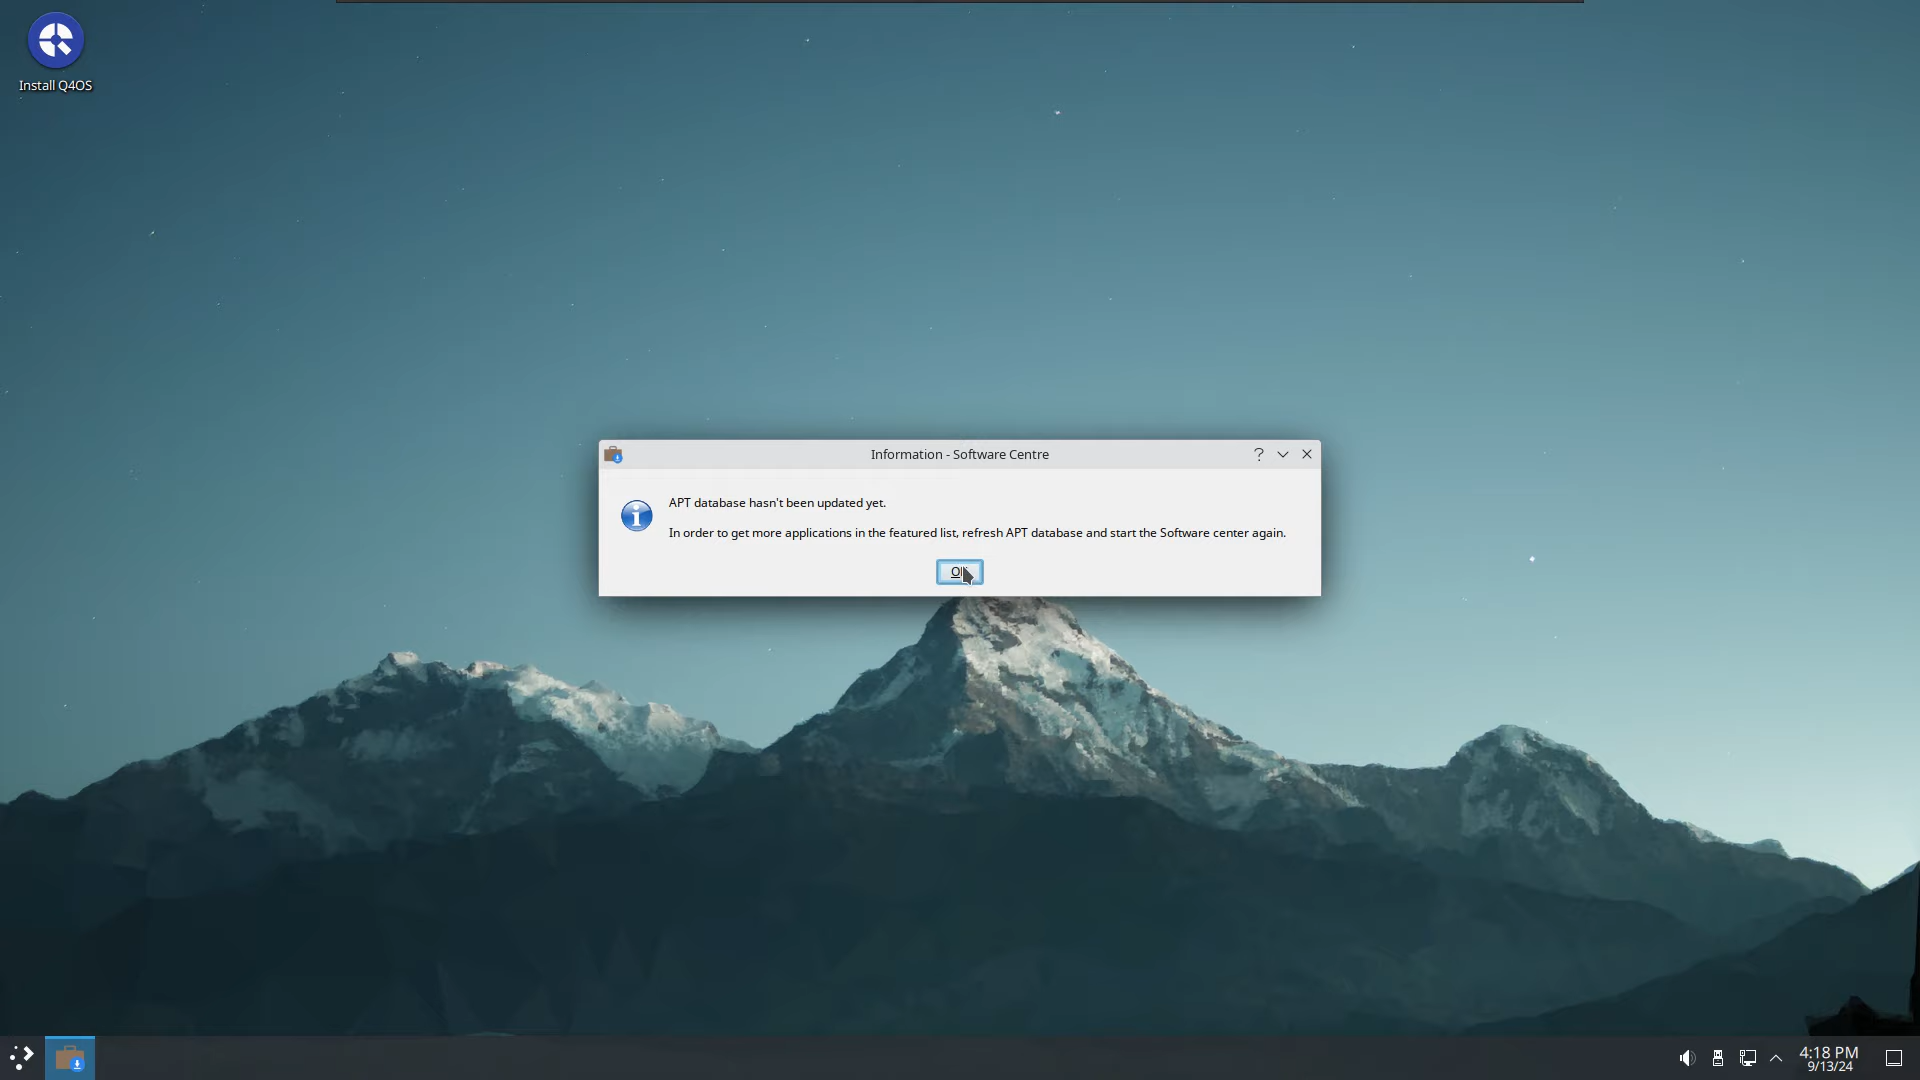 Install Q4OS
Information - Software Centre
APT database hasn't been updated yet.
In order to get more applications in the featured list, refresh APT database and start the Software center again.
4:18 PM
9/13/24